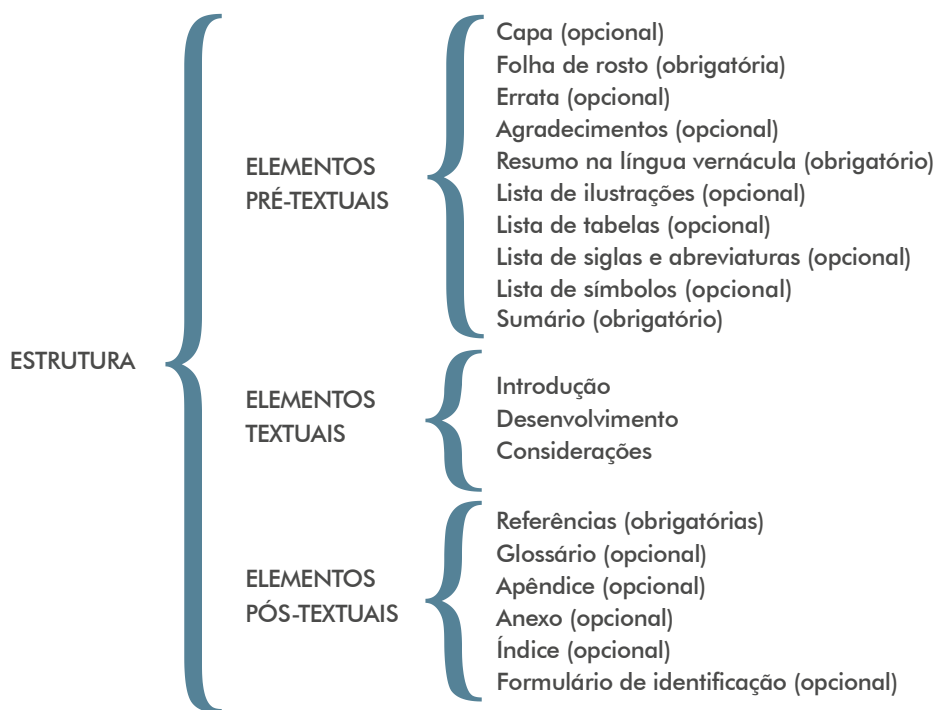 ESTRUTURA
ELEMENTOS
PRÉ-TEXTUAIS
Capa (opcional)
Folha de rosto (obrigatória)
Errata (opcional)
Agradecimentos (opcional)
Resumo na língua vernácula (obrigatório)
Lista de ilustrações (opcional)
Lista de tabelas (opcional)
Lista de siglas e abreviaturas (opcional)
Lista de símbolos (opcional)
Sumário (obrigatório)
ELEMENTOS
TEXTUAIS
Introdução
Desenvolvimento
Considerações
ELEMENTOS
PÓS-TEXTUAIS
Referências (obrigatórias)
Glossário (opcional)
Apêndice (opcional)
Anexo (opcional)
Índice (opcional)
Formulário de identificação (opcional)